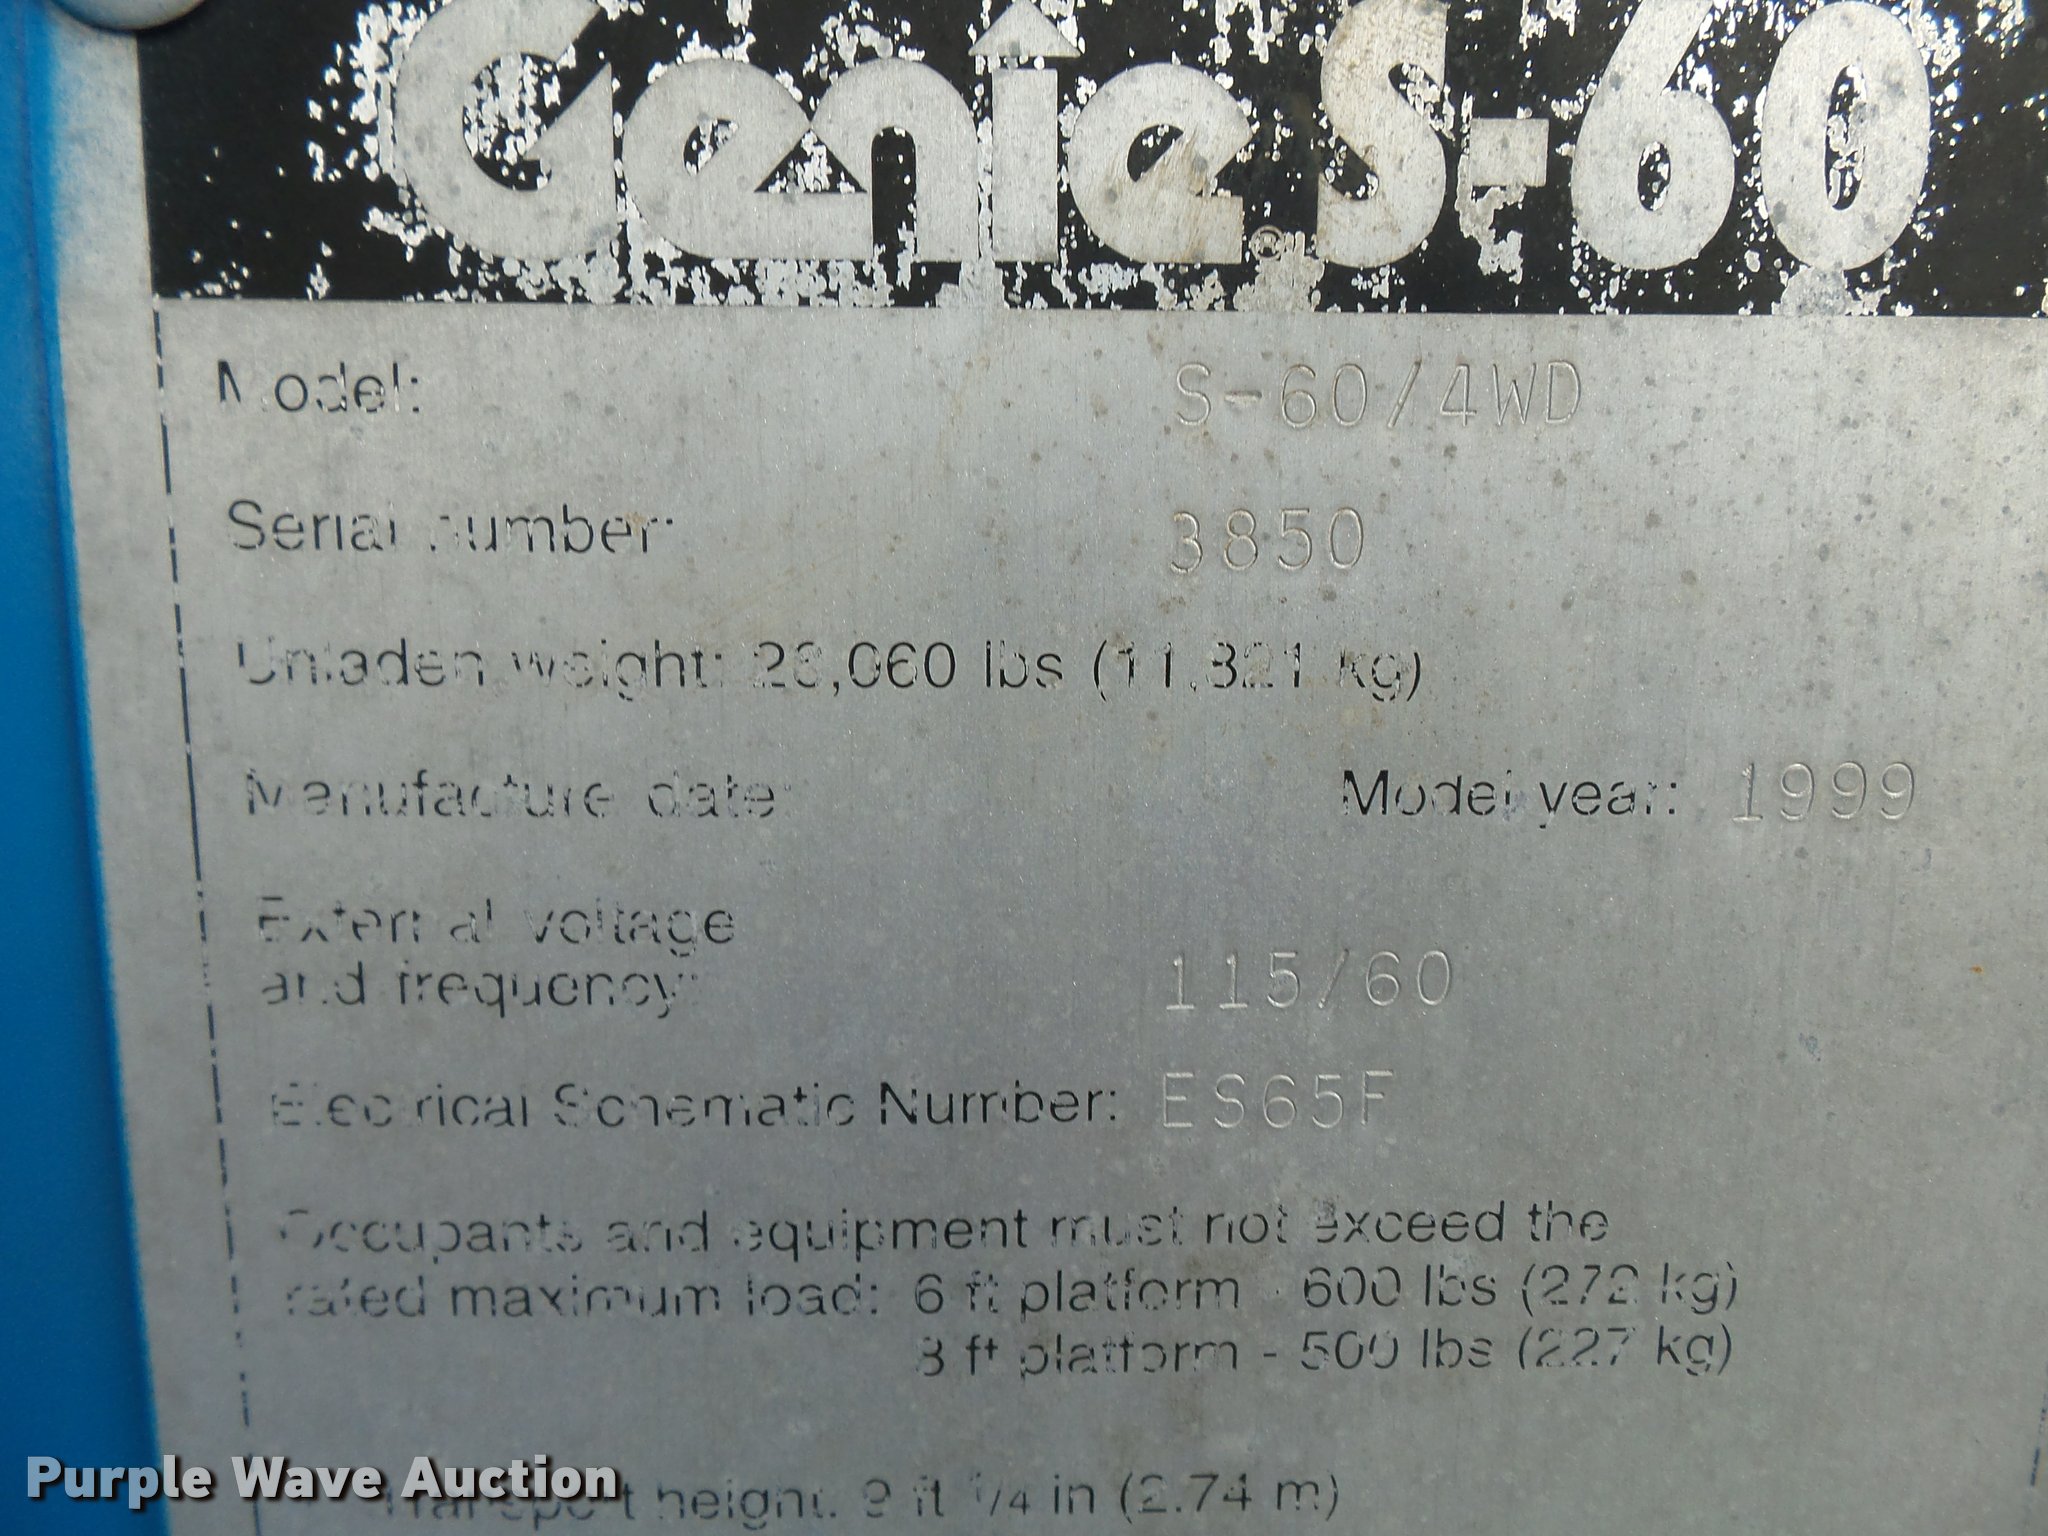 Genie® S-60
Model: S-60/4WD
Serial number: 3850
Unladen weight: 26,060 lbs (11,821 kg)
Manufacture date: Model year: 1999
External voltage
and frequency: 115/60
Electrical Schematic Number: ES65F
Occupants and equipment must not exceed the
rated maximum load: 6 ft platform - 600 lbs (272 kg)
8 ft platform - 500 lbs (227 kg)
Transport height: 9 ft 1/4 in (2.74 m)
Purple Wave Auction